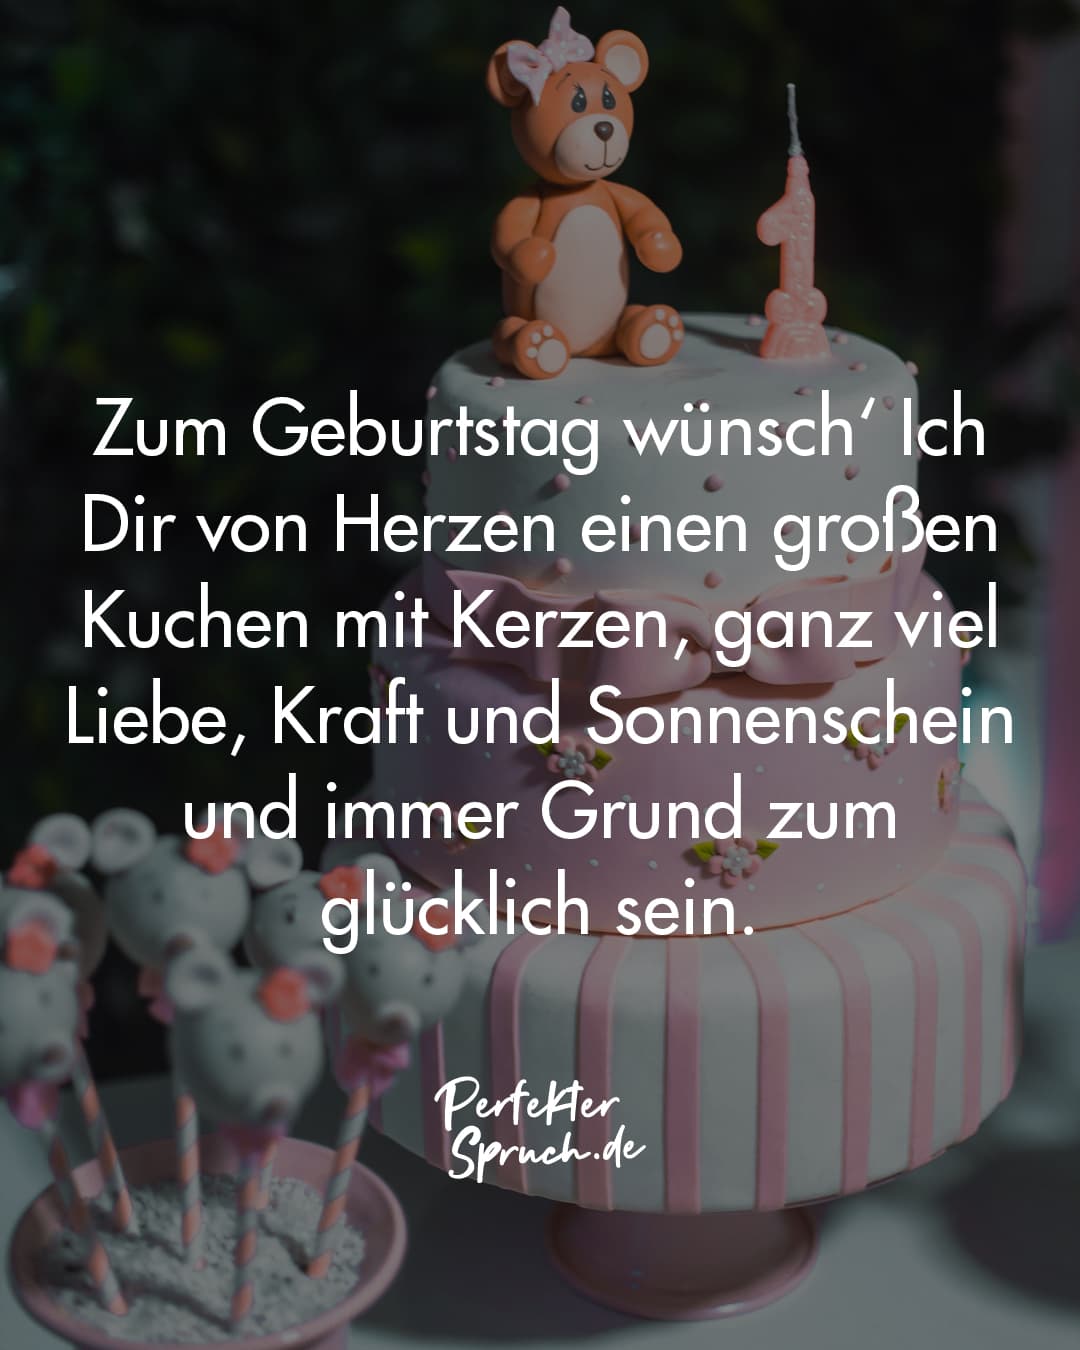 Zum Geburtstag wünsch‘ Ich
Dir von Herzen einen großen
Kuchen mit Kerzen, ganz viel
Liebe, Kraft und Sonnenschein
und immer Grund zum
glücklich sein.
Perfekter
Spruch.de